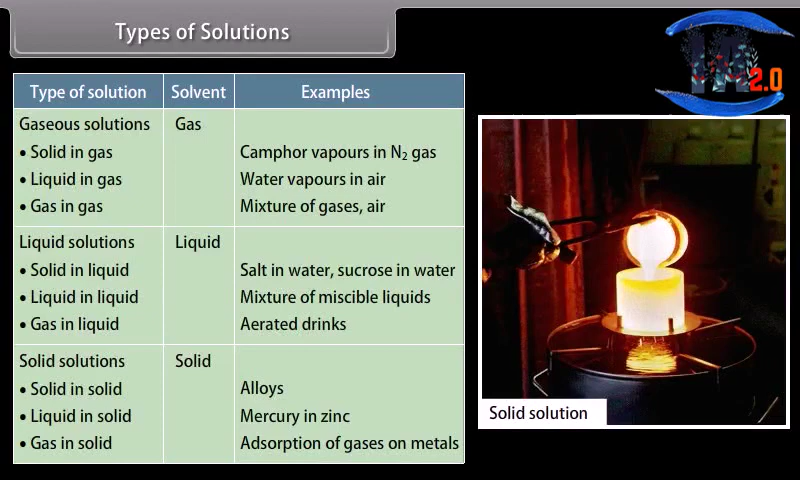 Types of Solutions
Type of solution Solvent Examples
Gaseous solutions Gas
• Solid in gas Camphor vapours in N₂ gas
• Liquid in gas Water vapours in air
• Gas in gas Mixture of gases, air
Liquid solutions Liquid
• Solid in liquid Salt in water, sucrose in water
• Liquid in liquid Mixture of miscible liquids
• Gas in liquid Aerated drinks
Solid solutions Solid
• Solid in solid Alloys
• Liquid in solid Mercury in zinc
• Gas in solid Adsorption of gases on metals
Solid solution
2.0